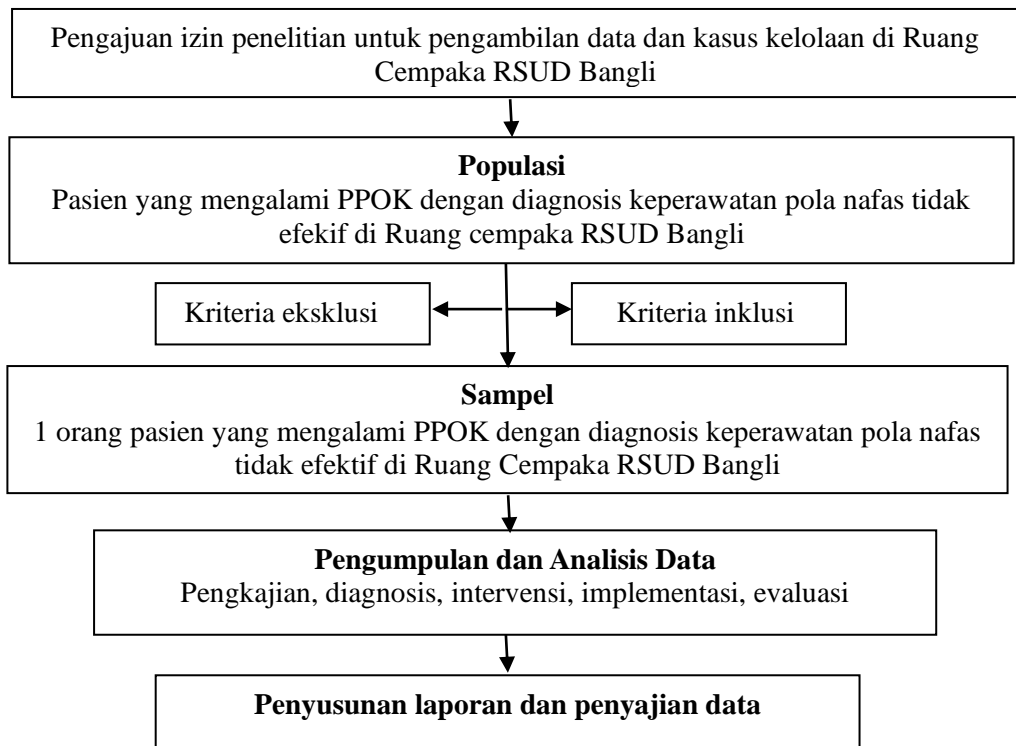 Pengajuan izin penelitian untuk pengambilan data dan kasus kelolaan di Ruang
Cempaka RSUD Bangli
Populasi
Pasien yang mengalami PPOK dengan diagnosis keperawatan pola nafas tidak
efekif di Ruang cempaka RSUD Bangli
Kriteria eksklusi
Kriteria inklusi
Sampel
1 orang pasien yang mengalami PPOK dengan diagnosis keperawatan pola nafas
tidak efektif di Ruang Cempaka RSUD Bangli
Pengumpulan dan Analisis Data
Pengkajian, diagnosis, intervensi, implementasi, evaluasi
Penyusunan laporan dan penyajian data